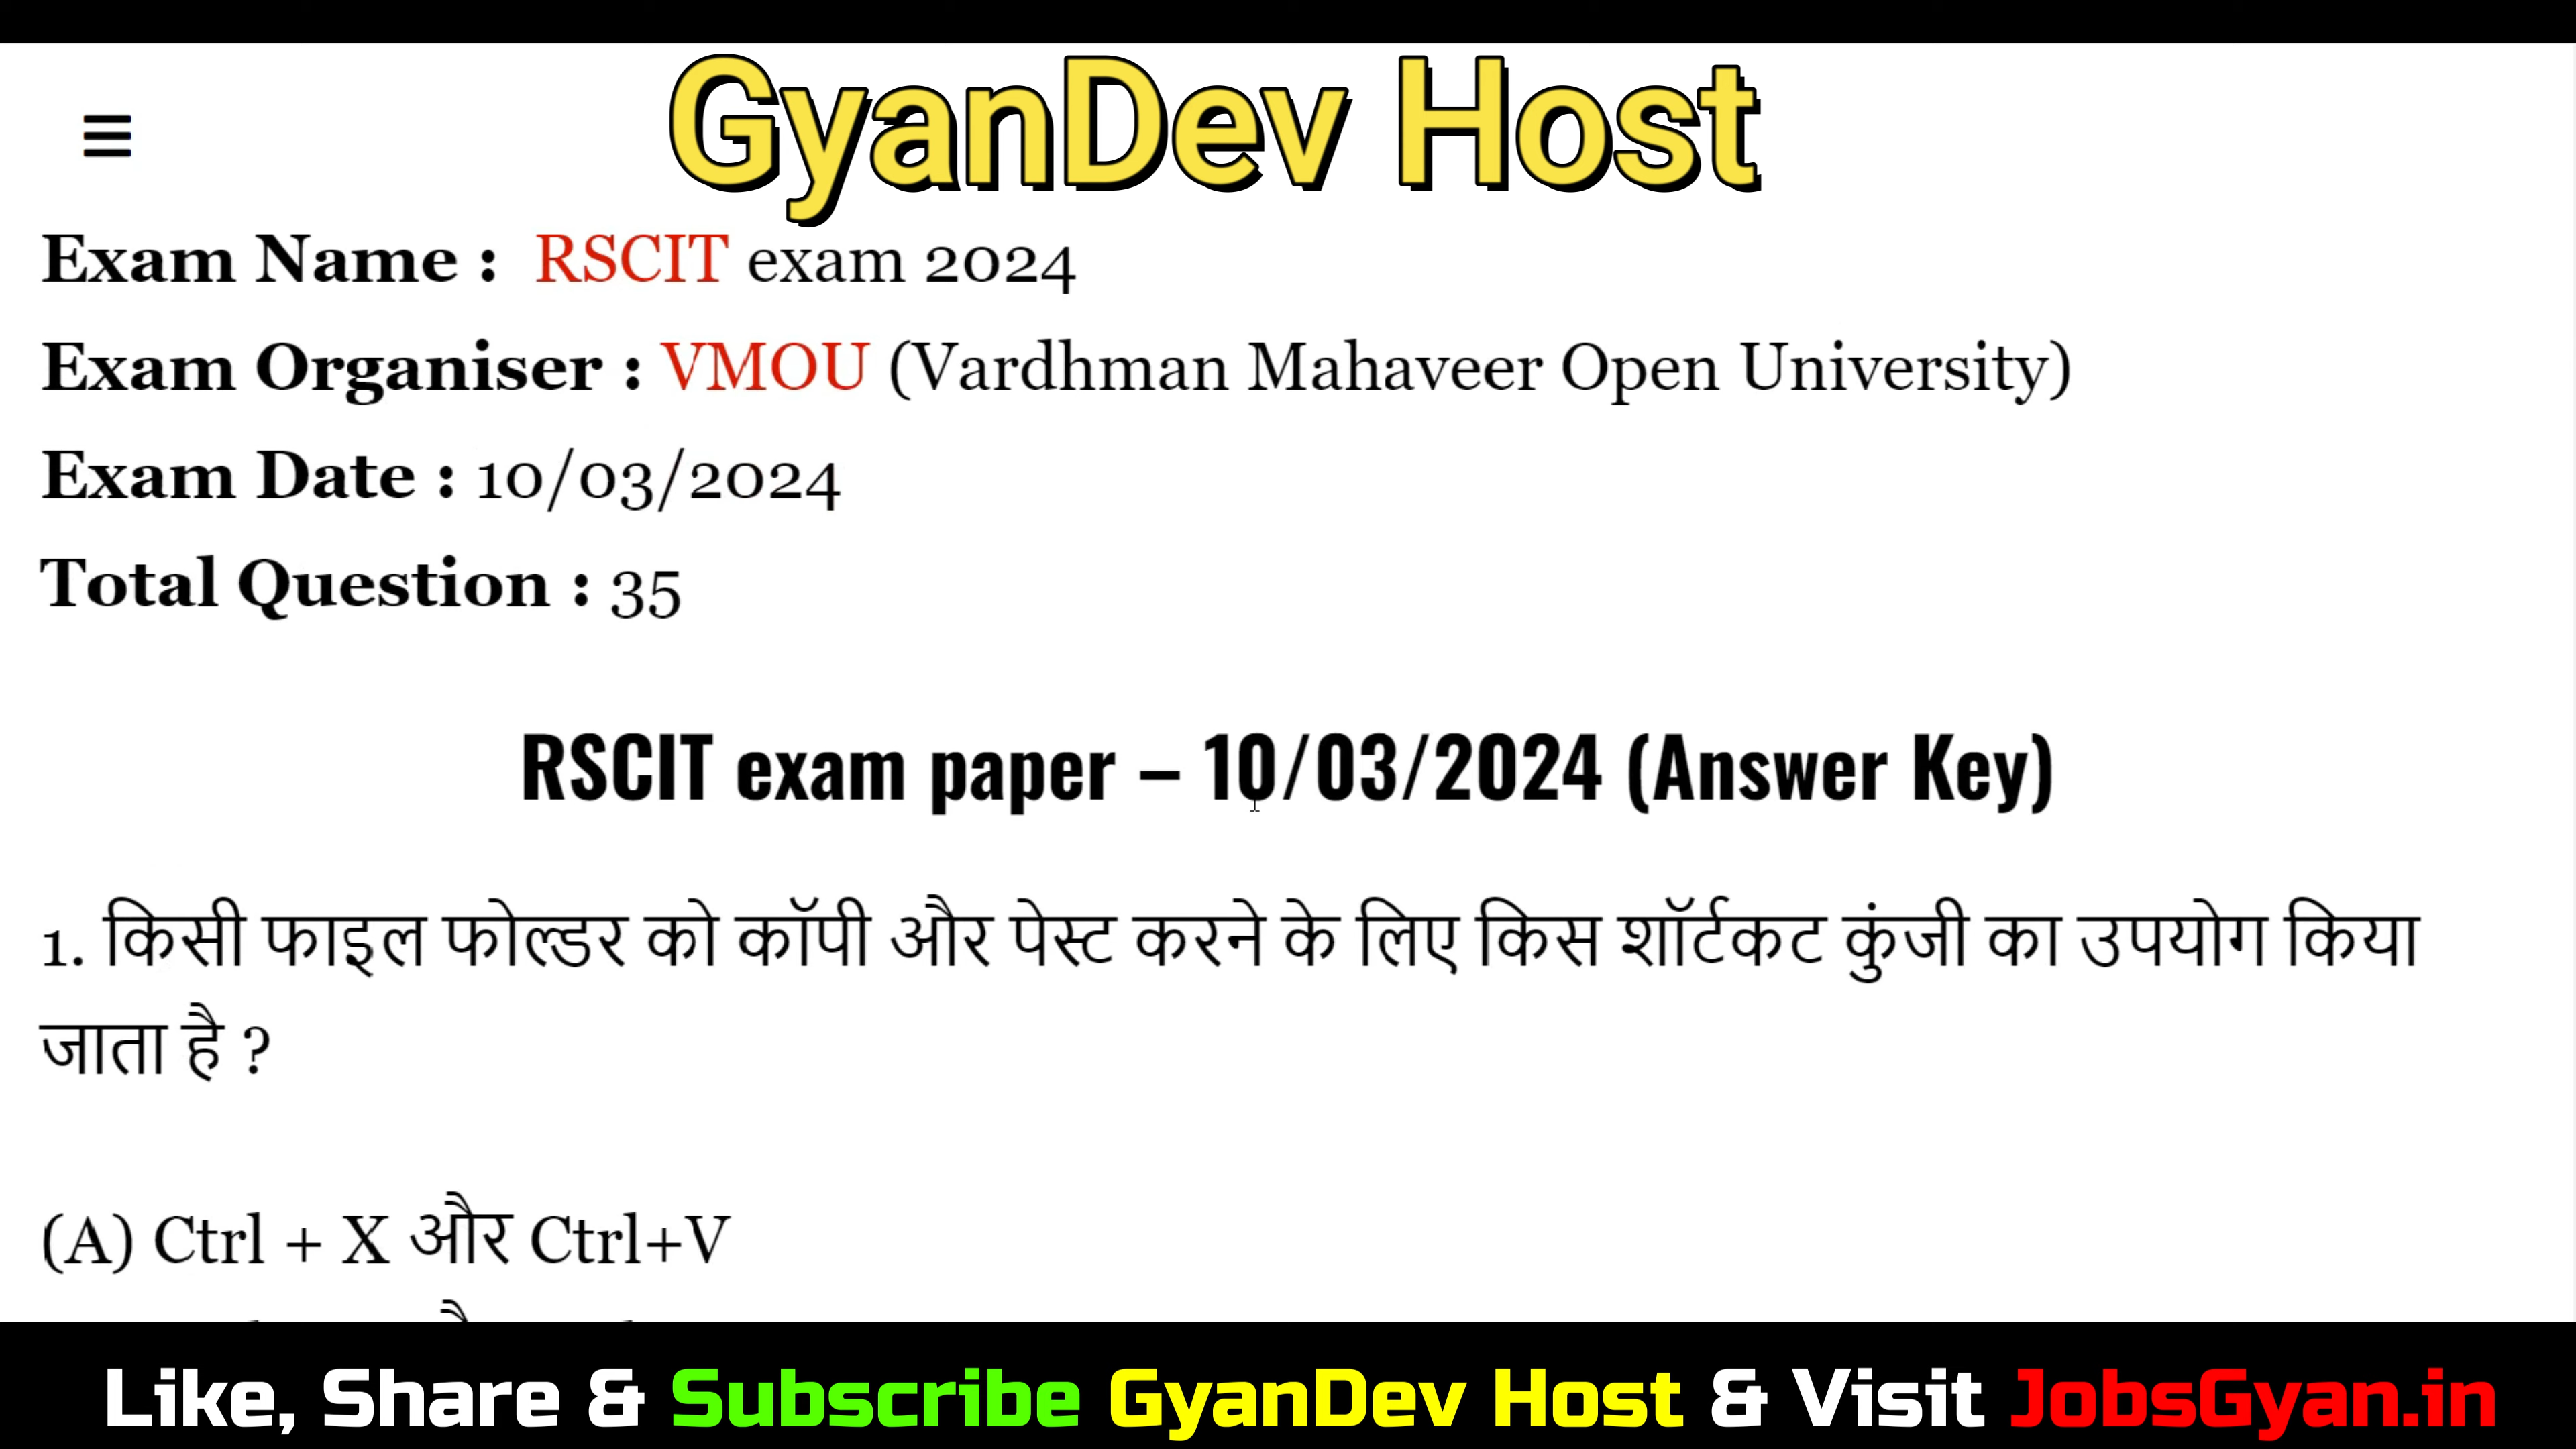 GyanDev Host
Exam Name : RSCIT exam 2024
Exam Organiser : VMOU (Vardhman Mahaveer Open University)
Exam Date : 10/03/2024
Total Question : 35
RSCIT exam paper – 10/03/2024 (Answer Key)
1. किसी फाइल फोल्डर को कॉपी और पेस्ट करने के लिए किस शॉर्टकट कुंजी का उपयोग किया
जाता है ?
(A) Ctrl + X और Ctrl+V
Like, Share & Subscribe GyanDev Host & Visit JobsGyan.in